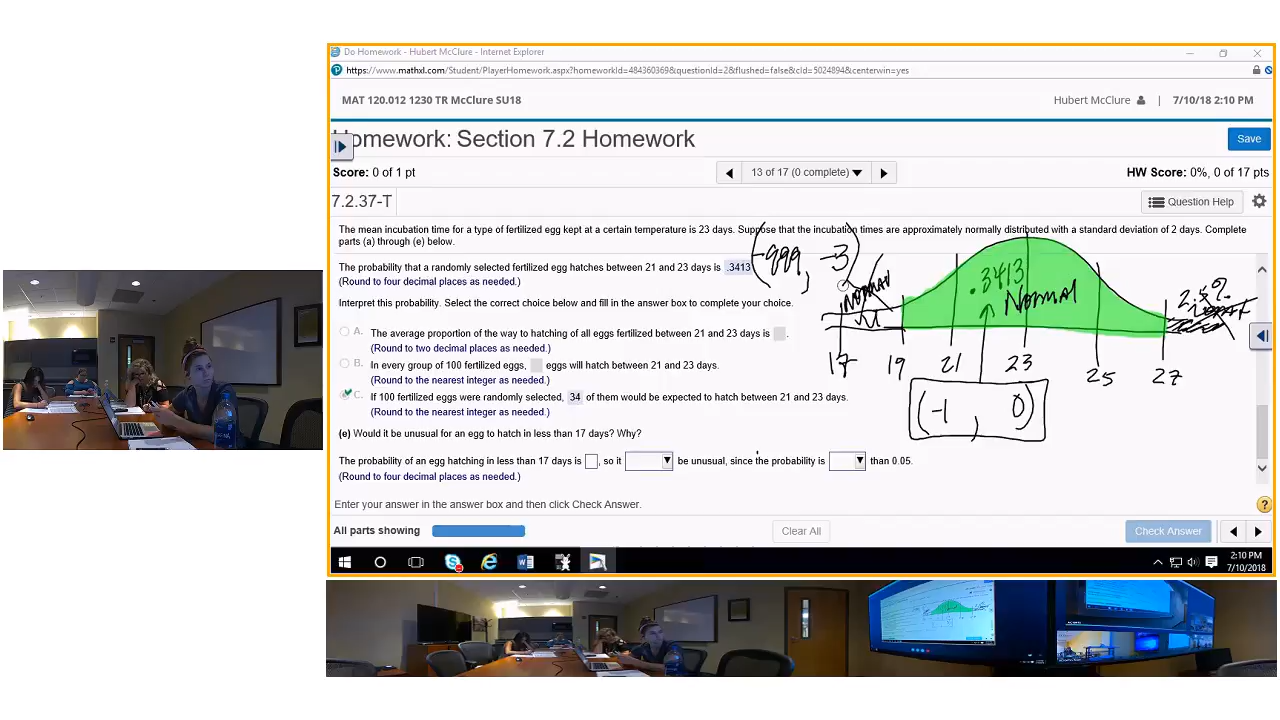 Do Homework - Hubert McClure - Internet Explorer
https://www.mathxl.com/Student/PlayerHomework.aspx?homeworkId=484360369&questionId=2&flushed=false&cId=5024894&centerwin=yes
MAT 120.012 1230 TR McClure SU18
Hubert McClure | 7/10/18 2:10 PM
Homework: Section 7.2 Homework
Save
Score: 0 of 1 pt
13 of 17 (0 complete)
HW Score: 0%, 0 of 17 pts
7.2.37-T
Question Help
The mean incubation time for a type of fertilized egg kept at a certain temperature is 23 days. Suppose that the incubation times are approximately normally distributed with a standard deviation of 2 days. Complete
parts (a) through (e) below.
The probability that a randomly selected fertilized egg hatches between 21 and 23 days is .3413
(Round to four decimal places as needed.)
(-999, -3)
Interpret this probability. Select the correct choice below and fill in the answer box to complete your choice.
A. The average proportion of the way to hatching of all eggs fertilized between 21 and 23 days is
(Round to two decimal places as needed.)
B. In every group of 100 fertilized eggs, eggs will hatch between 21 and 23 days.
(Round to the nearest integer as needed.)
C. If 100 fertilized eggs were randomly selected, 34 of them would be expected to hatch between 21 and 23 days.
(Round to the nearest integer as needed.)
.3413
Normal
2.5%
17 19 21 23 25 27
(-1, 0)
(e) Would it be unusual for an egg to hatch in less than 17 days? Why?
The probability of an egg hatching in less than 17 days is , so it be unusual, since the probability is than 0.05.
(Round to four decimal places as needed.)
Enter your answer in the answer box and then click Check Answer.
All parts showing
Clear All
Check Answer
2:10 PM
7/10/2018